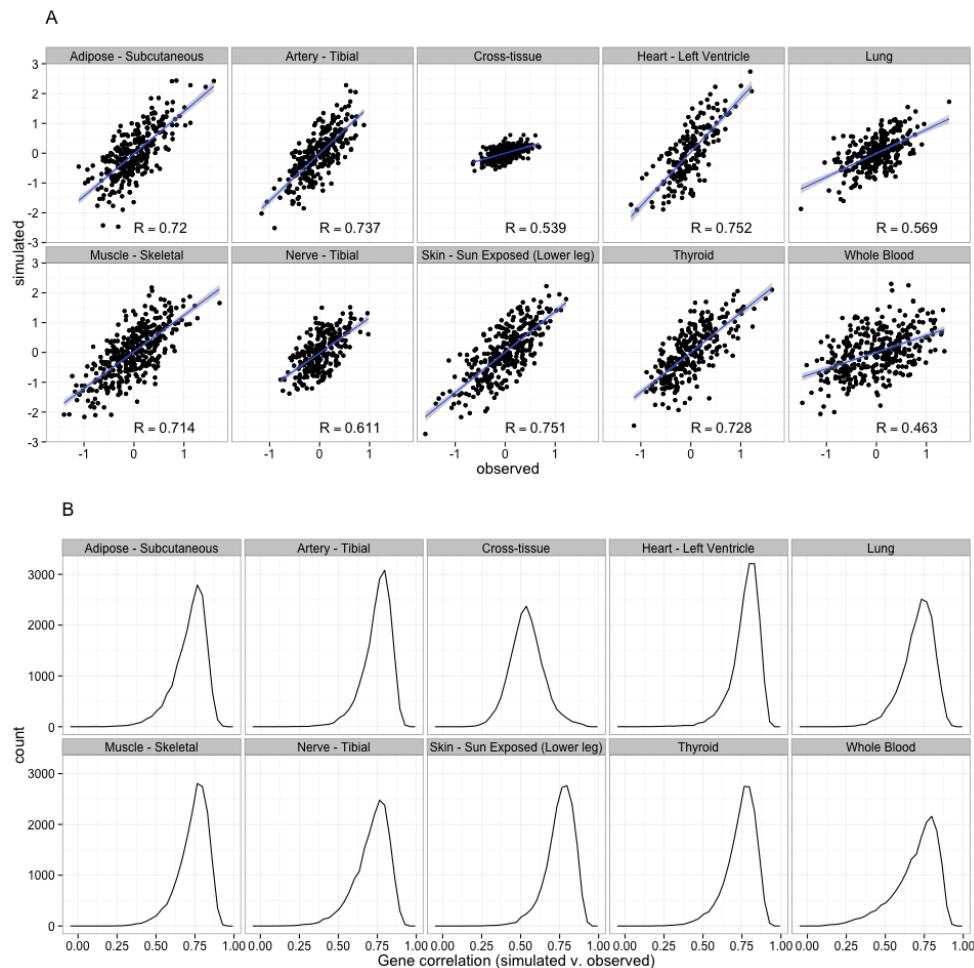 A
Adipose - Subcutaneous Artery - Tibial Cross-tissue Heart - Left Ventricle Lung
3
2
1
0
-1
-2
-3
R = 0.72 R = 0.737 R = 0.539 R = 0.752 R = 0.569
simulated
Muscle - Skeletal Nerve - Tibial Skin - Sun Exposed (Lower leg) Thyroid Whole Blood
3
2
1
0
-1
-2
-3
R = 0.714 R = 0.611 R = 0.751 R = 0.728 R = 0.463
-1 0 1 -1 0 1 -1 0 1 -1 0 1 -1 0 1
observed
B
Adipose - Subcutaneous Artery - Tibial Cross-tissue Heart - Left Ventricle Lung
3000
2000
1000
0
count
Muscle - Skeletal Nerve - Tibial Skin - Sun Exposed (Lower leg) Thyroid Whole Blood
3000
2000
1000
0
0.00 0.25 0.50 0.75 1.00 0.00 0.25 0.50 0.75 1.00 0.00 0.25 0.50 0.75 1.00 0.00 0.25 0.50 0.75 1.00 0.00 0.25 0.50 0.75 1.00
Gene correlation (simulated v. observed)